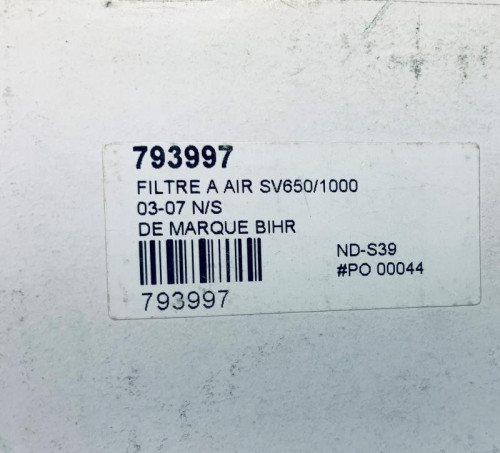 793997
FILTRE A AIR SV650/1000
03-07 N/S
DE MARQUE BIHR
ND-S39
#PO 00044
793997